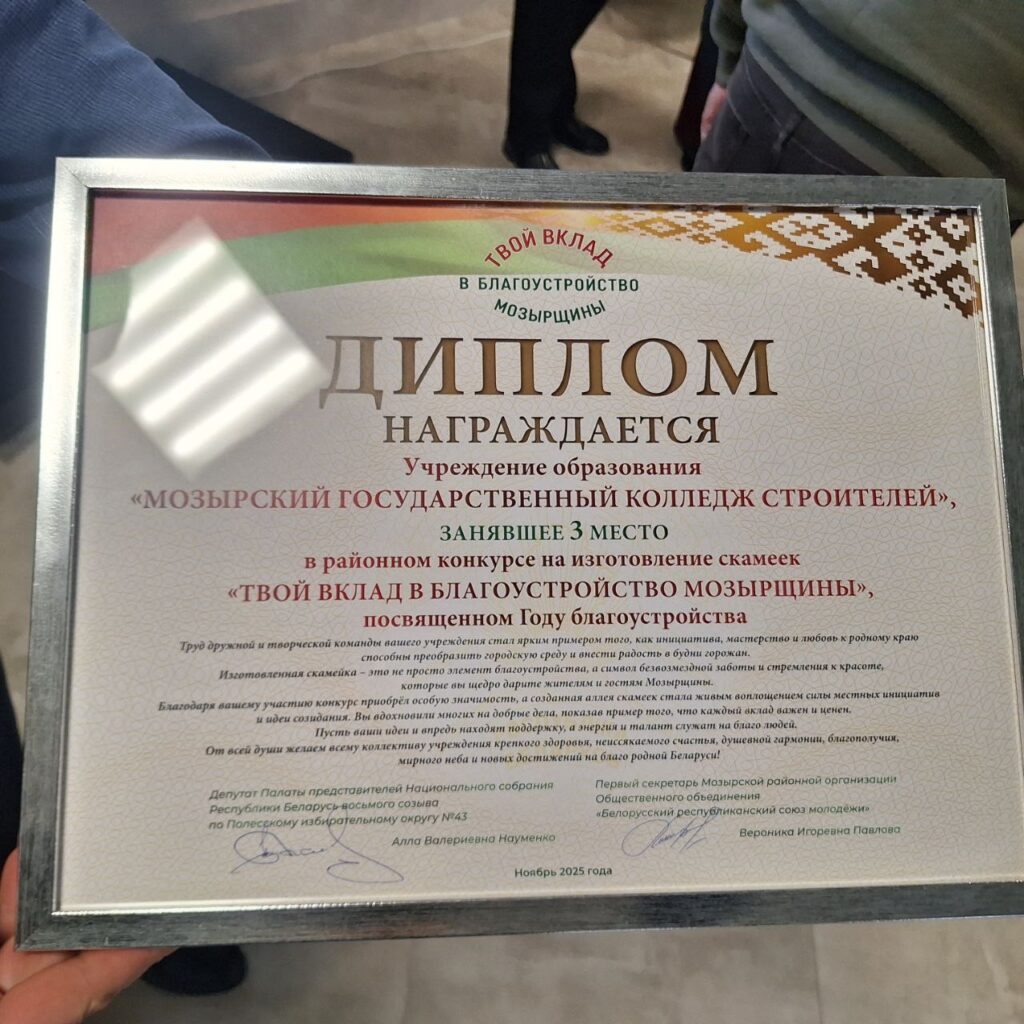 ТВОЙ ВКЛАД
В БЛАГОУСТРОЙСТВО
МОЗЫРЩИНЫ
ДИПЛОМ
НАГРАЖДАЕТСЯ
Учреждение образования
«МОЗЫРСКИЙ ГОСУДАРСТВЕННЫЙ КОЛЛЕДЖ СТРОИТЕЛЕЙ»,
ЗАНЯВШЕЕ 3 МЕСТО
в районном конкурсе на изготовление скамеек
«ТВОЙ ВКЛАД В БЛАГОУСТРОЙСТВО МОЗЫРЩИНЫ»,
посвященном Году благоустройства
Труд дружной и творческой команды вашего учреждения стал ярким примером того, как инициатива, мастерство и любовь к родному краю
способны преобразить городскую среду и внести радость в будни горожан.
Изготовленная скамейка – это не просто элемент благоустройства, а символ безвозмездной заботы и стремления к красоте,
которые вы щедро дарите жителям и гостям Мозырщины.
Благодаря вашему участию конкурс приобрёл особую значимость, а созданная аллея скамеек стала живым воплощением силы местных инициатив
и идеи созидания. Вы вдохновили многих на добрые дела, показав пример того, что каждый вклад важен и ценен.
Пусть ваши идеи и впредь находят поддержку, а энергия и талант служат на благо людей.
От всей души желаем всему коллективу учреждения крепкого здоровья, неиссякаемого счастья, душевной гармонии, благополучия,
мирного неба и новых достижений на благо родной Беларуси!
Депутат Палаты представителей Национального собрания
Республики Беларусь восьмого созыва
по Полесскому избирательному округу №43
Алла Валериевна Науменко
Первый секретарь Мозырской районной организации
Общественного объединения
«Белорусский республиканский союз молодёжи»
Вероника Игоревна Павлова
Ноябрь 2025 года